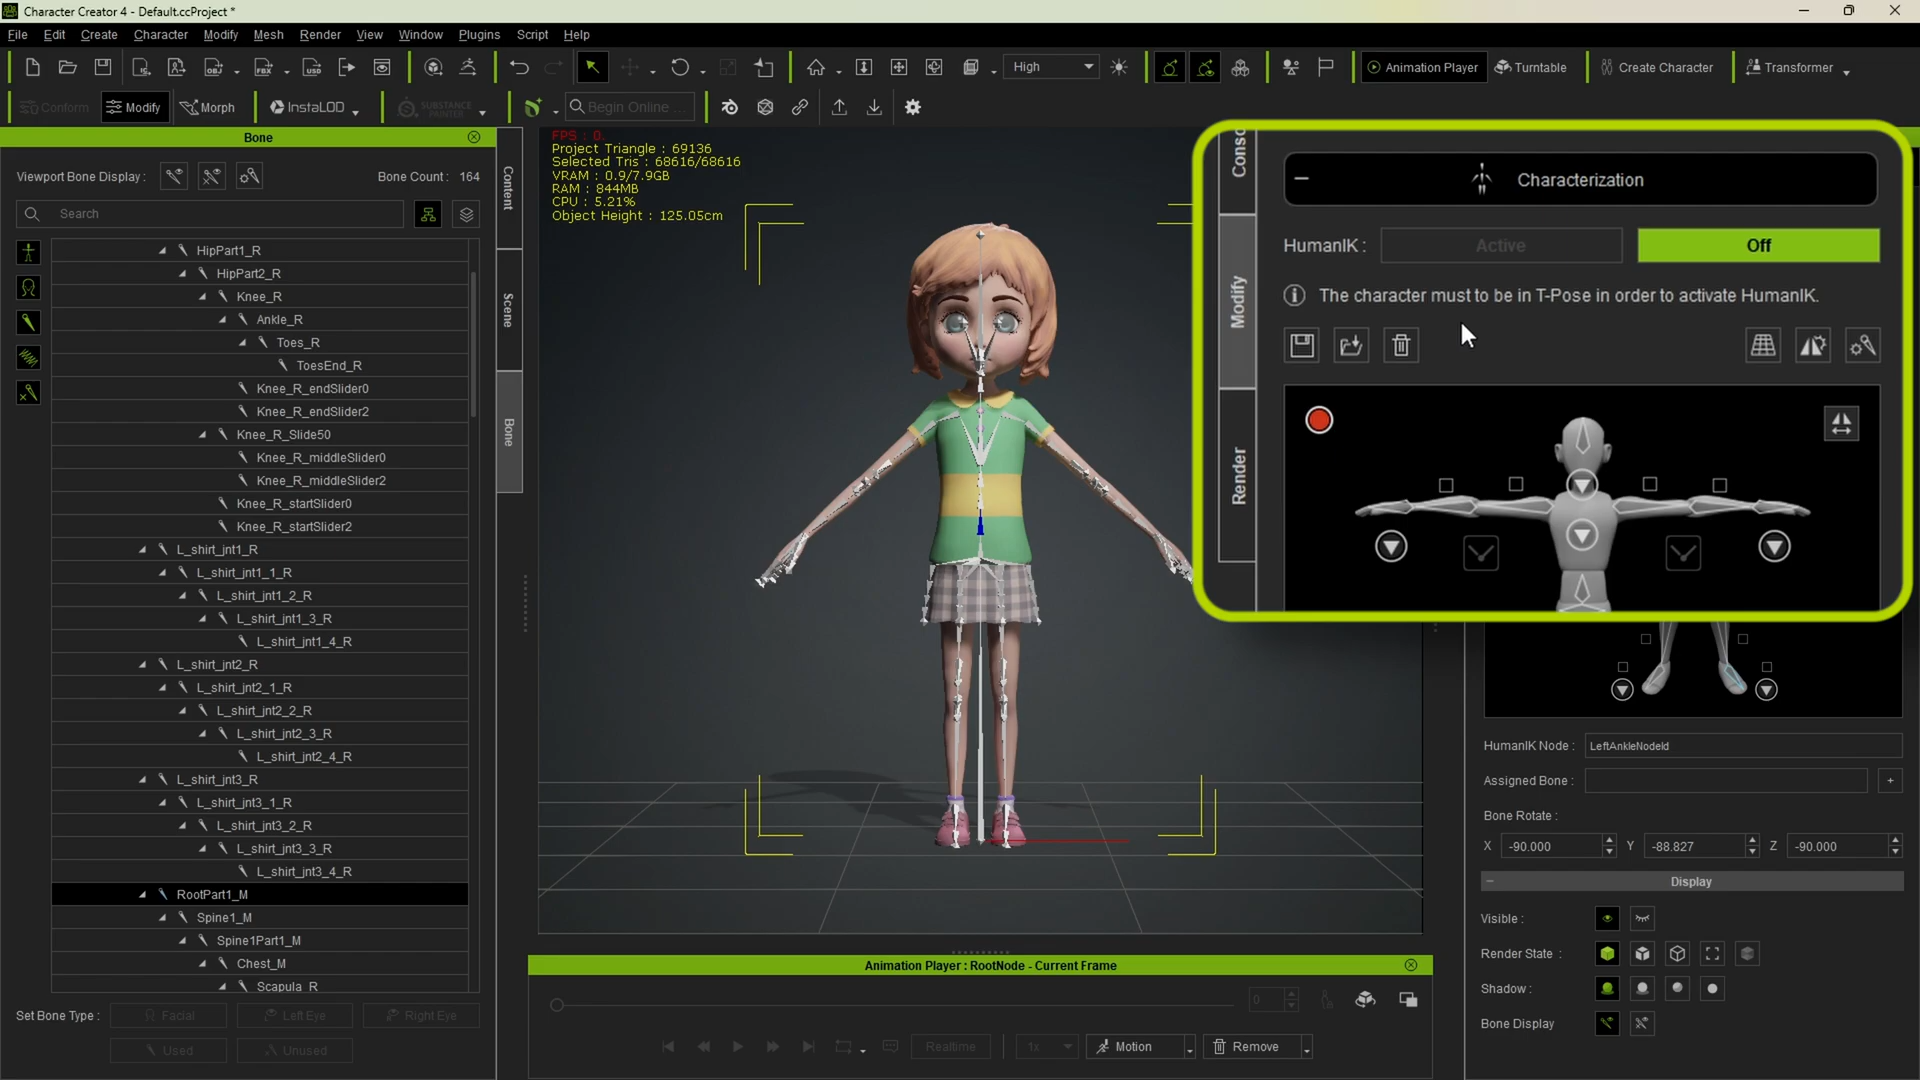 Character Creator 4 - Default.ccProject *
File Edit Create Character Modify Mesh Render View Window Plugins Script Help
High
Animation Player
Turntable
Create Character
Transformer
Conform
Modify
Morph
InstaLOD
SUBSTANCE PAINTER
Begin Online ...
Bone
Viewport Bone Display :
Bone Count: 164
Search
HipPart1_R
HipPart2_R
Knee_R
Ankle_R
Toes_R
ToesEnd_R
Knee_R_endSlider0
Knee_R_endSlider2
Knee_R_Slide50
Knee_R_middleSlider0
Knee_R_middleSlider2
Knee_R_startSlider0
Knee_R_startSlider2
L_shirt_jnt1_R
L_shirt_jnt1_1_R
L_shirt_jnt1_2_R
L_shirt_jnt1_3_R
L_shirt_jnt1_4_R
L_shirt_jnt2_R
L_shirt_jnt2_1_R
L_shirt_jnt2_2_R
L_shirt_jnt2_3_R
L_shirt_jnt2_4_R
L_shirt_jnt3_R
L_shirt_jnt3_1_R
L_shirt_jnt3_2_R
L_shirt_jnt3_3_R
L_shirt_jnt3_4_R
RootPart1_M
Spine1_M
Spine1Part1_M
Chest_M
Scapula_R
Set Bone Type :
Facial
Left Eye
Right Eye
Used
Unused
Content
Scene
Bone
FPS : 0.
Project Triangle : 69136
Selected Tris : 68616/68616
VRAM : 0.9/7.9GB
RAM : 844MB
CPU : 5.21%
Object Height : 125.05cm
Animation Player : RootNode - Current Frame
0
Realtime
1x
Motion
Remove
Modify
Render
Characterization
HumanIK :
Active
Off
The character must to be in T-Pose in order to activate HumanIK.
HumanIK Node :
LeftAnkleNodeId
Assigned Bone :
+
Bone Rotate :
X -90.000 Y -88.827 Z -90.000
Display
Visible :
Render State :
Shadow :
Bone Display